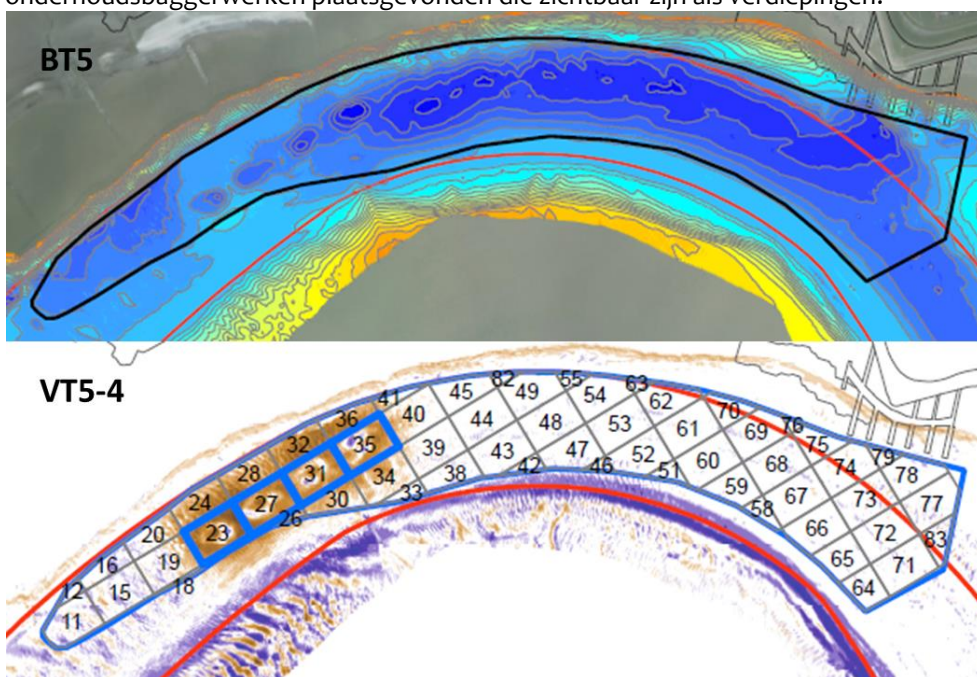 onderhoudsbaggerwerken plaatsgevonden die zichtbaar zijn als verdiepingen.
BT5
VT5-4
41 45 82 49 55 54 63 62
36 40 44 48 53 61 70 69 76
32 35 39 43 47 52 60 68 75 79 78
28 31 34 38 42 46 51 59 67 74 73 77
24 27 30 33 58 66 72 83
20 23 26 65 71
16 19 64
12 15 18
11